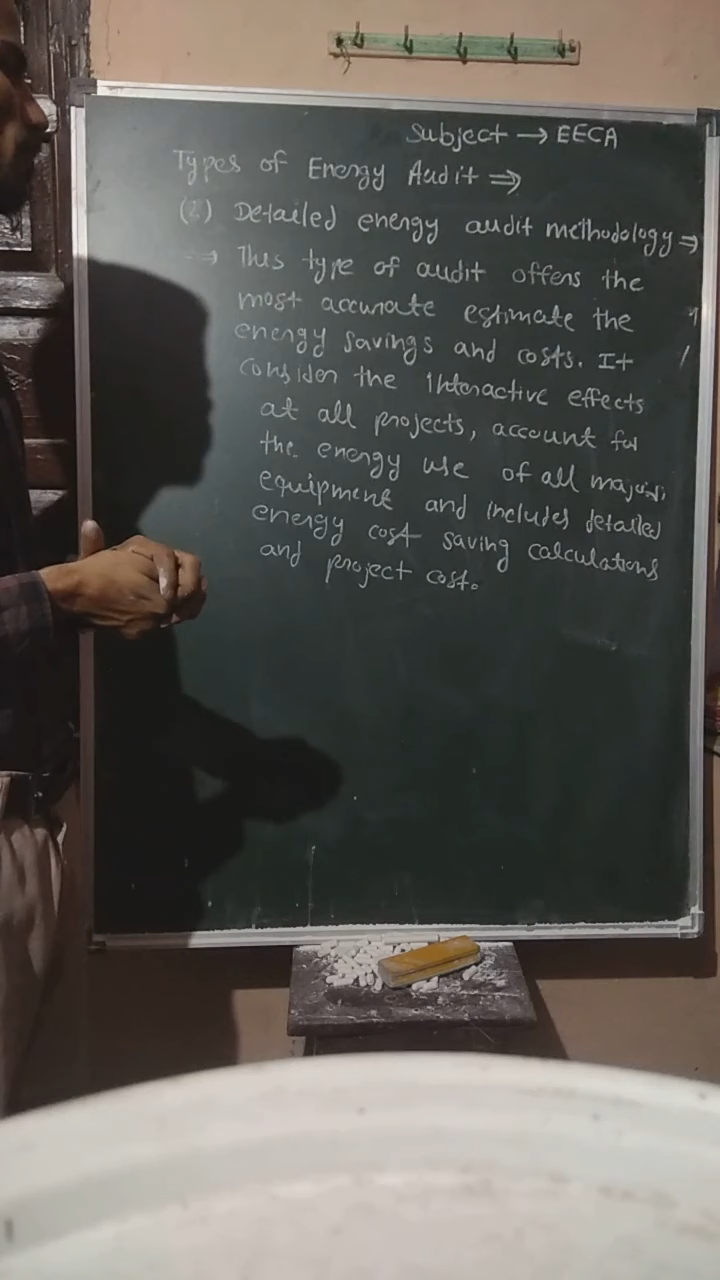 Subject → EECA
Types of Energy Audit ⇒
(2) Detailed energy audit methodology ⇒
→ This type of audit offers the
most accurate estimate the
energy savings and costs. It
consider the interactive effects
at all projects, account for
the energy use of all major
equipment and includes detailed
energy cost saving calculations
and project cost.